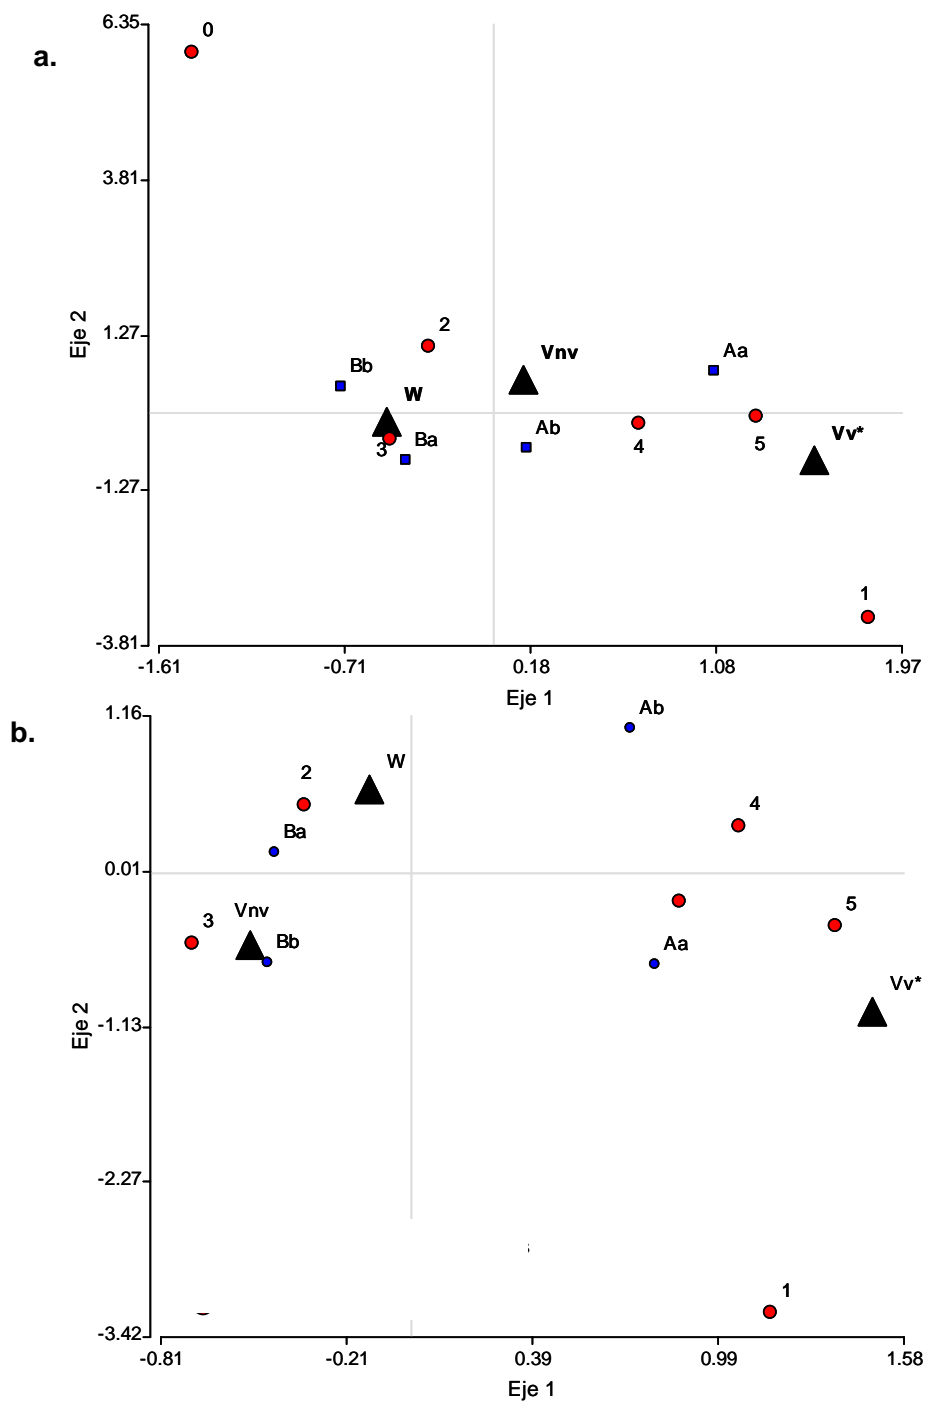 a.
6.35
0
3.81
Eje 2
1.27
2
Bb
Vnv
Aa
W
3
Ba
Ab
4
5
Vv*
-1.27
1
-3.81
-1.61
-0.71
0.18
1.08
1.97
Eje 1
b.
1.16
Ab
2
W
4
Ba
0.01
3
Vnv
Bb
5
Aa
Vv*
Eje 2
-1.13
-2.27
1
-3.42
-0.81
-0.21
0.39
0.99
1.58
Eje 1